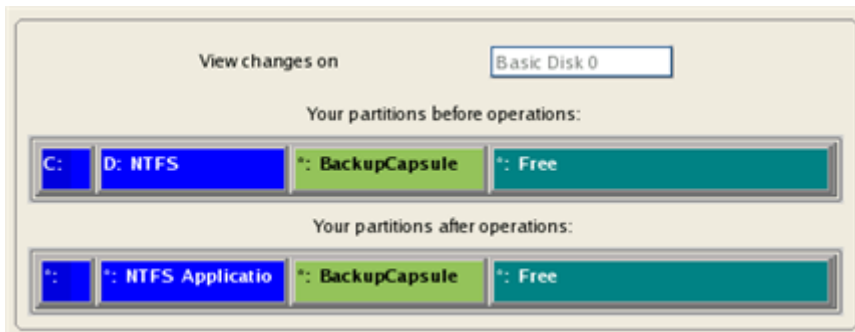 View changes on Basic Disk 0
Your partitions before operations:
C: D: NTFS *: BackupCapsule *: Free
Your partitions after operations:
*: *: NTFS Applicatio *: BackupCapsule *: Free